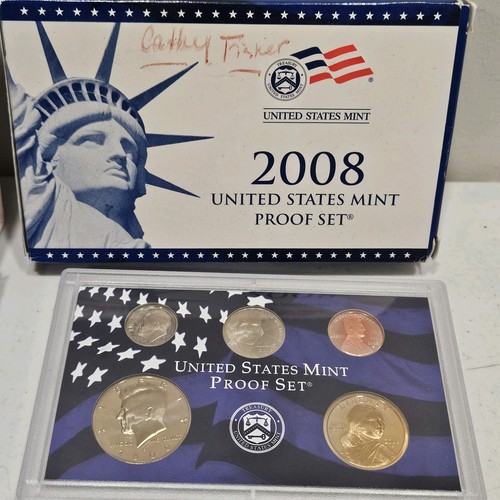 Cathy Tisher
UNITED STATES MINT
2008
UNITED STATES MINT
PROOF SET®
UNITED STATES MINT
PROOF SET®